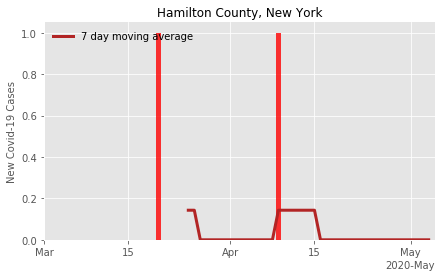 Hamilton County, New York
7 day moving average
New Covid-19 Cases
1.0
0.8
0.6
0.4
0.2
0.0
Mar 15 Apr 15 May
2020-May